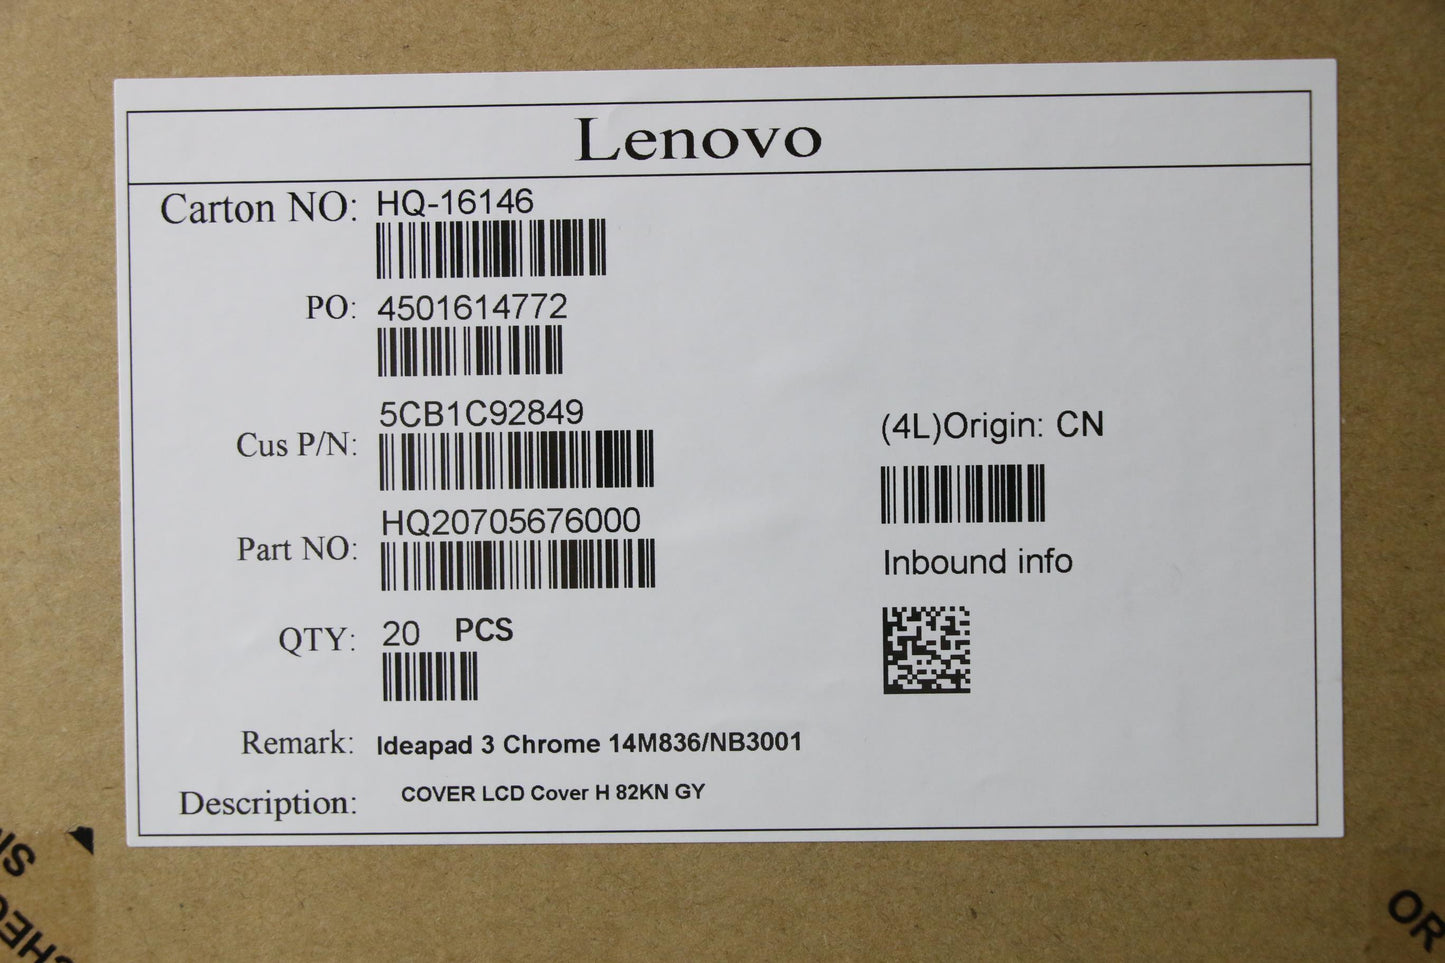 Lenovo
Carton NO: HQ-16146
PO: 4501614772
Cus P/N: 5CB1C92849
Part NO: HQ20705676000
QTY: 20 PCS
(4L)Origin: CN
Inbound info
Remark: Ideapad 3 Chrome 14M836/NB3001
Description: COVER LCD Cover H 82KN GY
OR